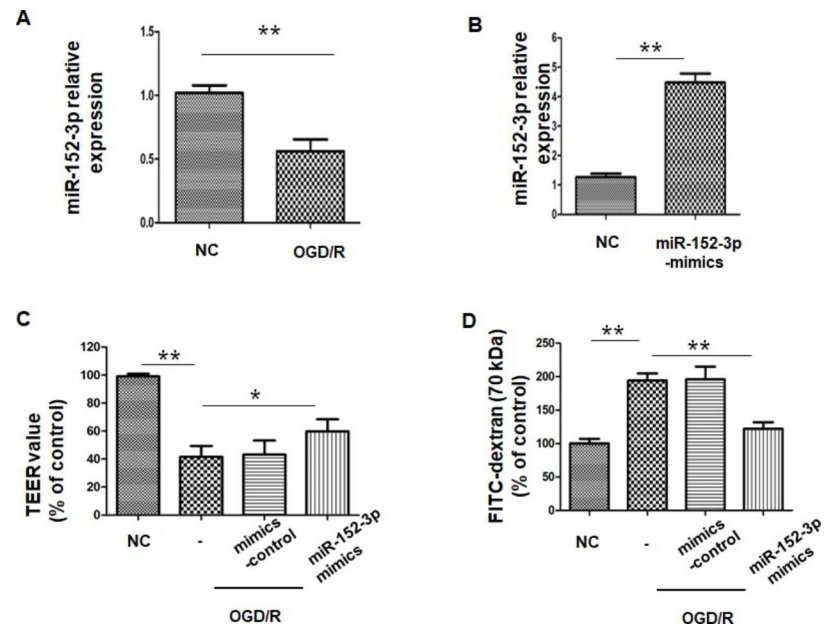 A
miR-152-3p relative
expression
1.5
1.0
0.5
0.0
**
NC
OGD/R
B
miR-152-3p relative
expression
6
5
4
3
2
1
0
**
NC
miR-152-3p
-mimics
C
TEER value
(% of control)
120
100
80
60
40
20
0
**
*
NC
-
mimics
-control
miR-152-3p
mimics
OGD/R
D
FITC-dextran (70 kDa)
(% of control)
250
200
150
100
50
0
**
**
NC
-
mimics
-control
miR-152-3p
mimics
OGD/R